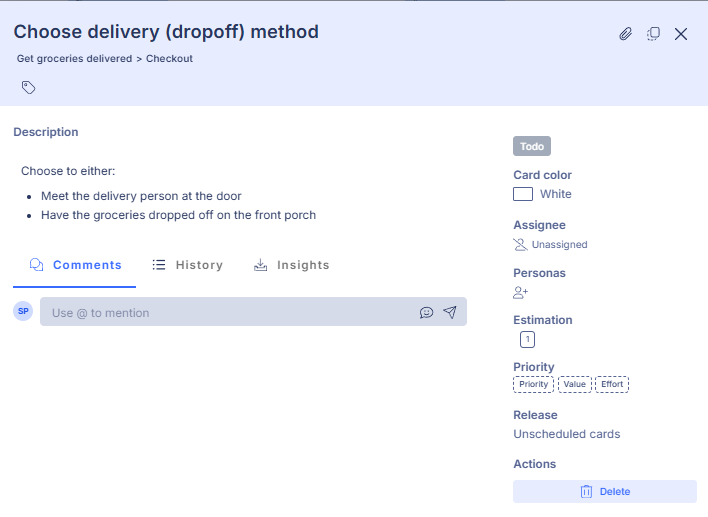 Choose delivery (dropoff) method
Get groceries delivered > Checkout
Description
Choose to either:
• Meet the delivery person at the door
• Have the groceries dropped off on the front porch
Comments
History
Insights
SP
Use @ to mention
Todo
Card color
White
Assignee
Unassigned
Personas
Estimation
1
Priority
Priority Value Effort
Release
Unscheduled cards
Actions
Delete